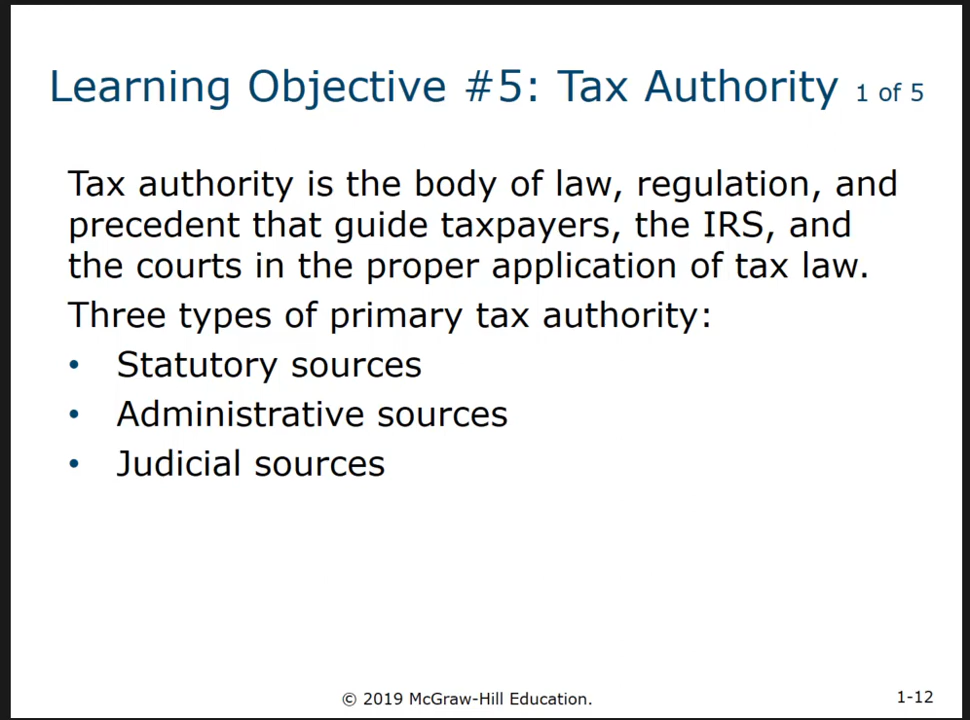 Learning Objective #5: Tax Authority 1 of 5
Tax authority is the body of law, regulation, and
precedent that guide taxpayers, the IRS, and
the courts in the proper application of tax law.
Three types of primary tax authority:
• Statutory sources
• Administrative sources
• Judicial sources
© 2019 McGraw-Hill Education.
1-12